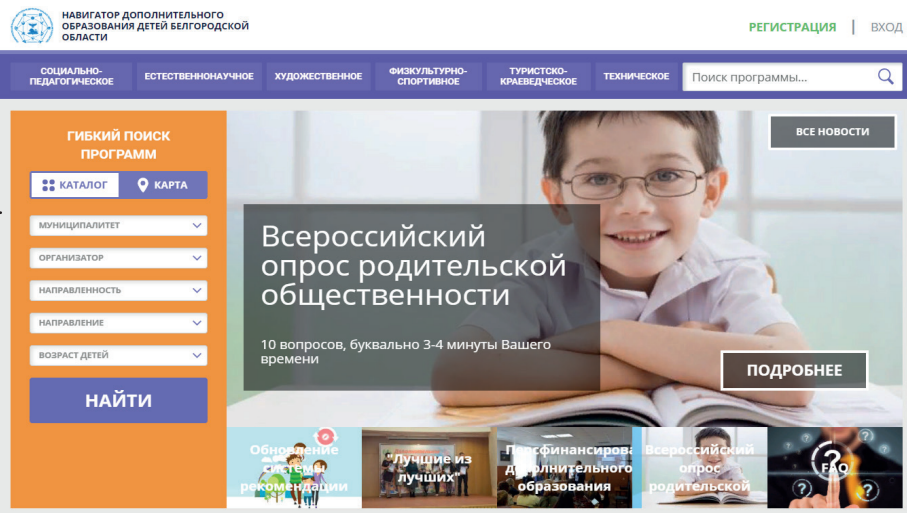 НАВИГАТОР ДОПОЛНИТЕЛЬНОГО
ОБРАЗОВАНИЯ ДЕТЕЙ БЕЛГОРОДСКОЙ
ОБЛАСТИ
РЕГИСТРАЦИЯ | ВХОД
СОЦИАЛЬНО-
ПЕДАГОГИЧЕСКОЕ
ЕСТЕСТВЕННОНАУЧНОЕ
ХУДОЖЕСТВЕННОЕ
ФИЗКУЛЬТУРНО-
СПОРТИВНОЕ
ТУРИСТСКО-
КРАЕВЕДЧЕСКОЕ
ТЕХНИЧЕСКОЕ
Поиск программы...
ГИБКИЙ ПОИСК
ПРОГРАММ
КАТАЛОГ
КАРТА
МУНИЦИПАЛИТЕТ
ОРГАНИЗАТОР
НАПРАВЛЕННОСТЬ
НАПРАВЛЕНИЕ
ВОЗРАСТ ДЕТЕЙ
НАЙТИ
ВСЕ НОВОСТИ
Всероссийский
опрос родительской
общественности
10 вопросов, буквально 3-4 минуты Вашего
времени
ПОДРОБНЕЕ
Обновление
системы
рекомендации
"Лучшие из
лучших"
Персфинансирова
дополнительного
образования
Всероссийский
опрос
родительской
FAQ